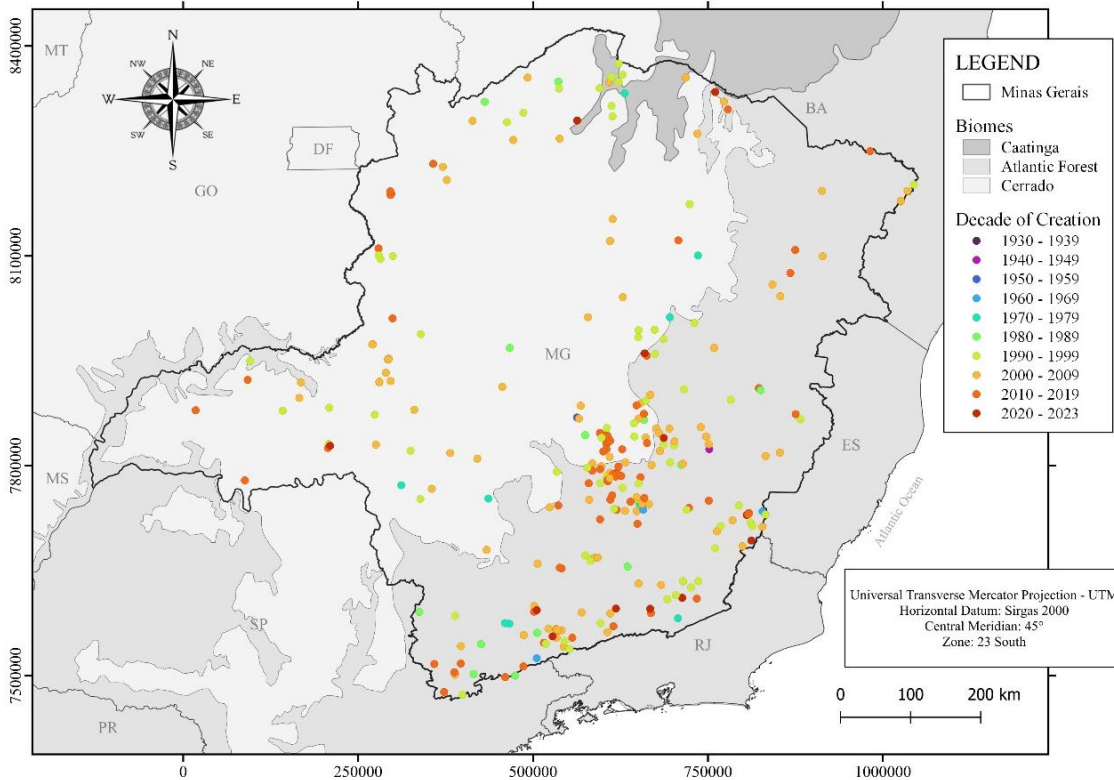 8400000
8100000
7800000
7500000
0
250000
500000
750000
1000000
N
NW
NE
W
E
SW
SE
S
MT
DF
GO
BA
MG
ES
MS
SP
RJ
PR
Atlantic Ocean
LEGEND
Minas Gerais
Biomes
Caatinga
Atlantic Forest
Cerrado
Decade of Creation
1930 - 1939
1940 - 1949
1950 - 1959
1960 - 1969
1970 - 1979
1980 - 1989
1990 - 1999
2000 - 2009
2010 - 2019
2020 - 2023
Universal Transverse Mercator Projection - UTM
Horizontal Datum: Sirgas 2000
Central Meridian: 45°
Zone: 23 South
0 100 200 km